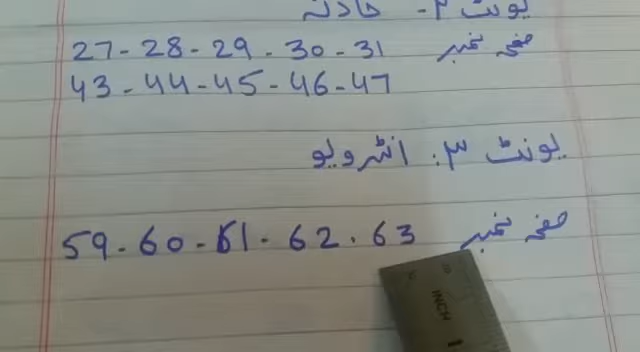 یونٹ ۲- حادثہ
صفحہ نمبر 27-28-29-30-31
43-44-45-46-47
یونٹ ۳: انٹرویو
صفحہ نمبر 59-60-61-62-63
INCH
1